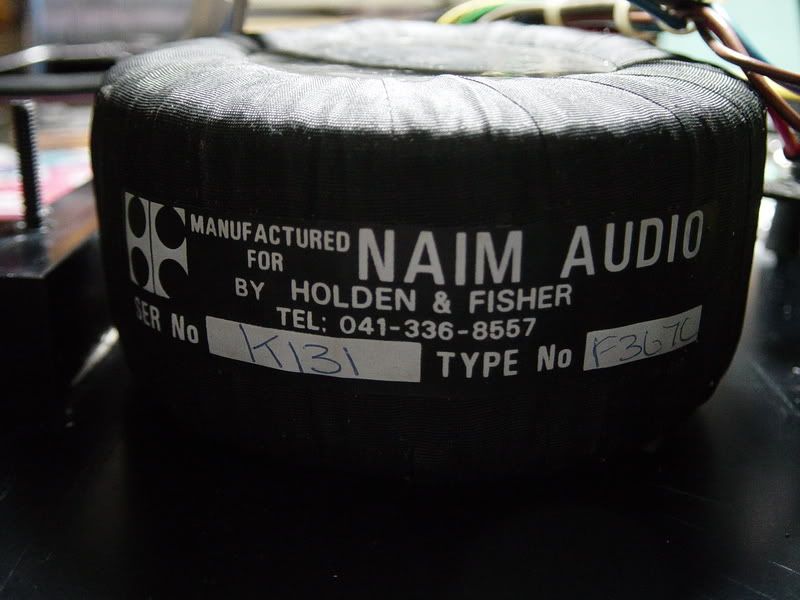 MANUFACTURED FOR NAIM AUDIO
BY HOLDEN & FISHER
TEL: 041-336-8557
SER No K131 TYPE No F367C